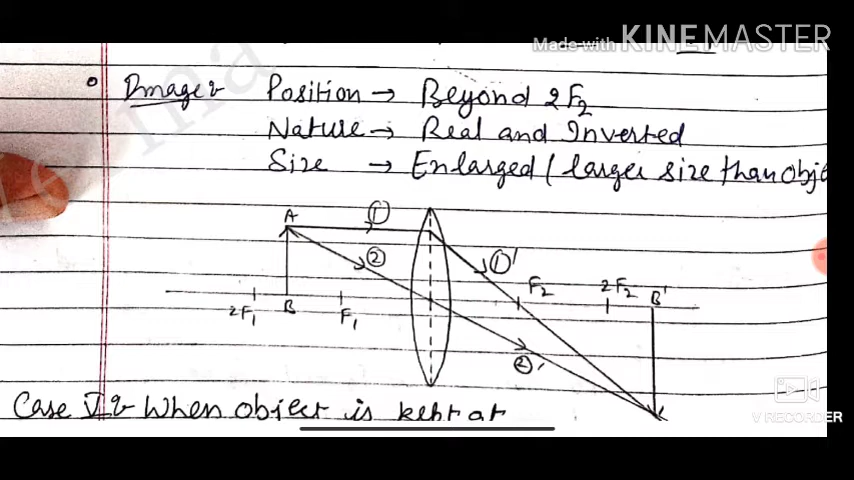 Made with KINEMASTER
Image:- Position → Beyond 2F₂
Nature → Real and Inverted
Size → Enlarged (larger size than obje
A ① ② ①'
F₂ 2F₂ B'
2F₁ B F₁
②'
Case V:- When object is kept at
V RECORDER